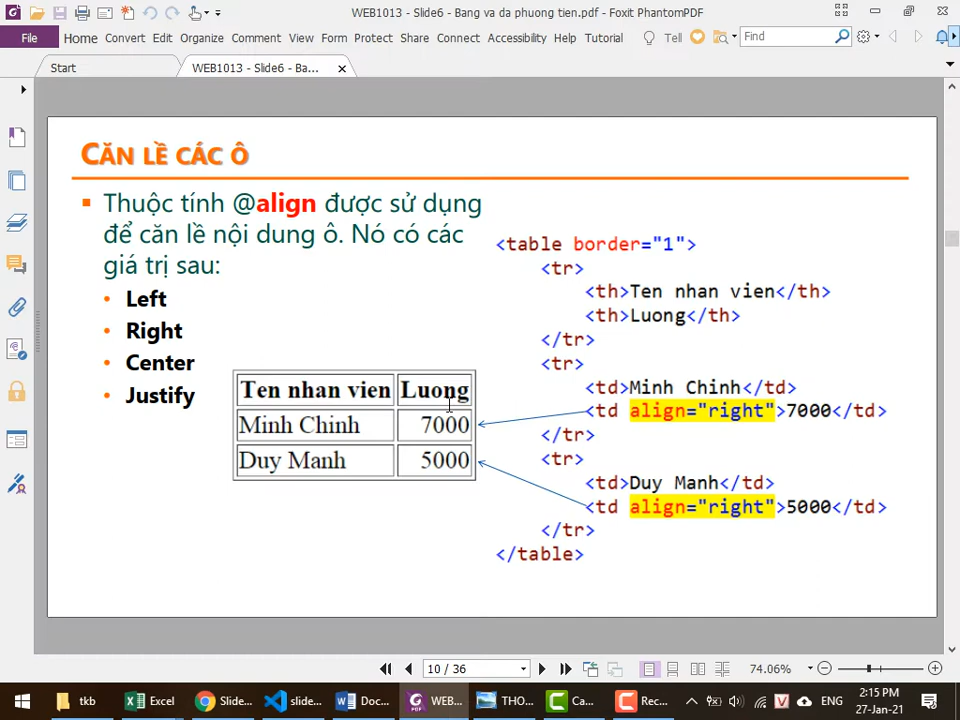 WEB1013 - Slide6 - Bang va da phuong tien.pdf - Foxit PhantomPDF
File Home Convert Edit Organize Comment View Form Protect Share Connect Accessibility Help Tutorial Tell Find
Start WEB1013 - Slide6 - Ba...
CĂN LỀ CÁC Ô
Thuộc tính @align được sử dụng
để căn lề nội dung ô. Nó có các
giá trị sau:
Left
Right
Center
Justify
Ten nhan vien Luong
Minh Chinh 7000
Duy Manh 5000
<table border="1">
<tr>
<th>Ten nhan vien</th>
<th>Luong</th>
</tr>
<tr>
<td>Minh Chinh</td>
<td align="right">7000</td>
</tr>
<tr>
<td>Duy Manh</td>
<td align="right">5000</td>
</tr>
</table>
10 / 36 74.06%
tkb Excel Slide... slide... Doc... WEB... THO... Ca... Rec... V ENG 2:15 PM
27-Jan-21